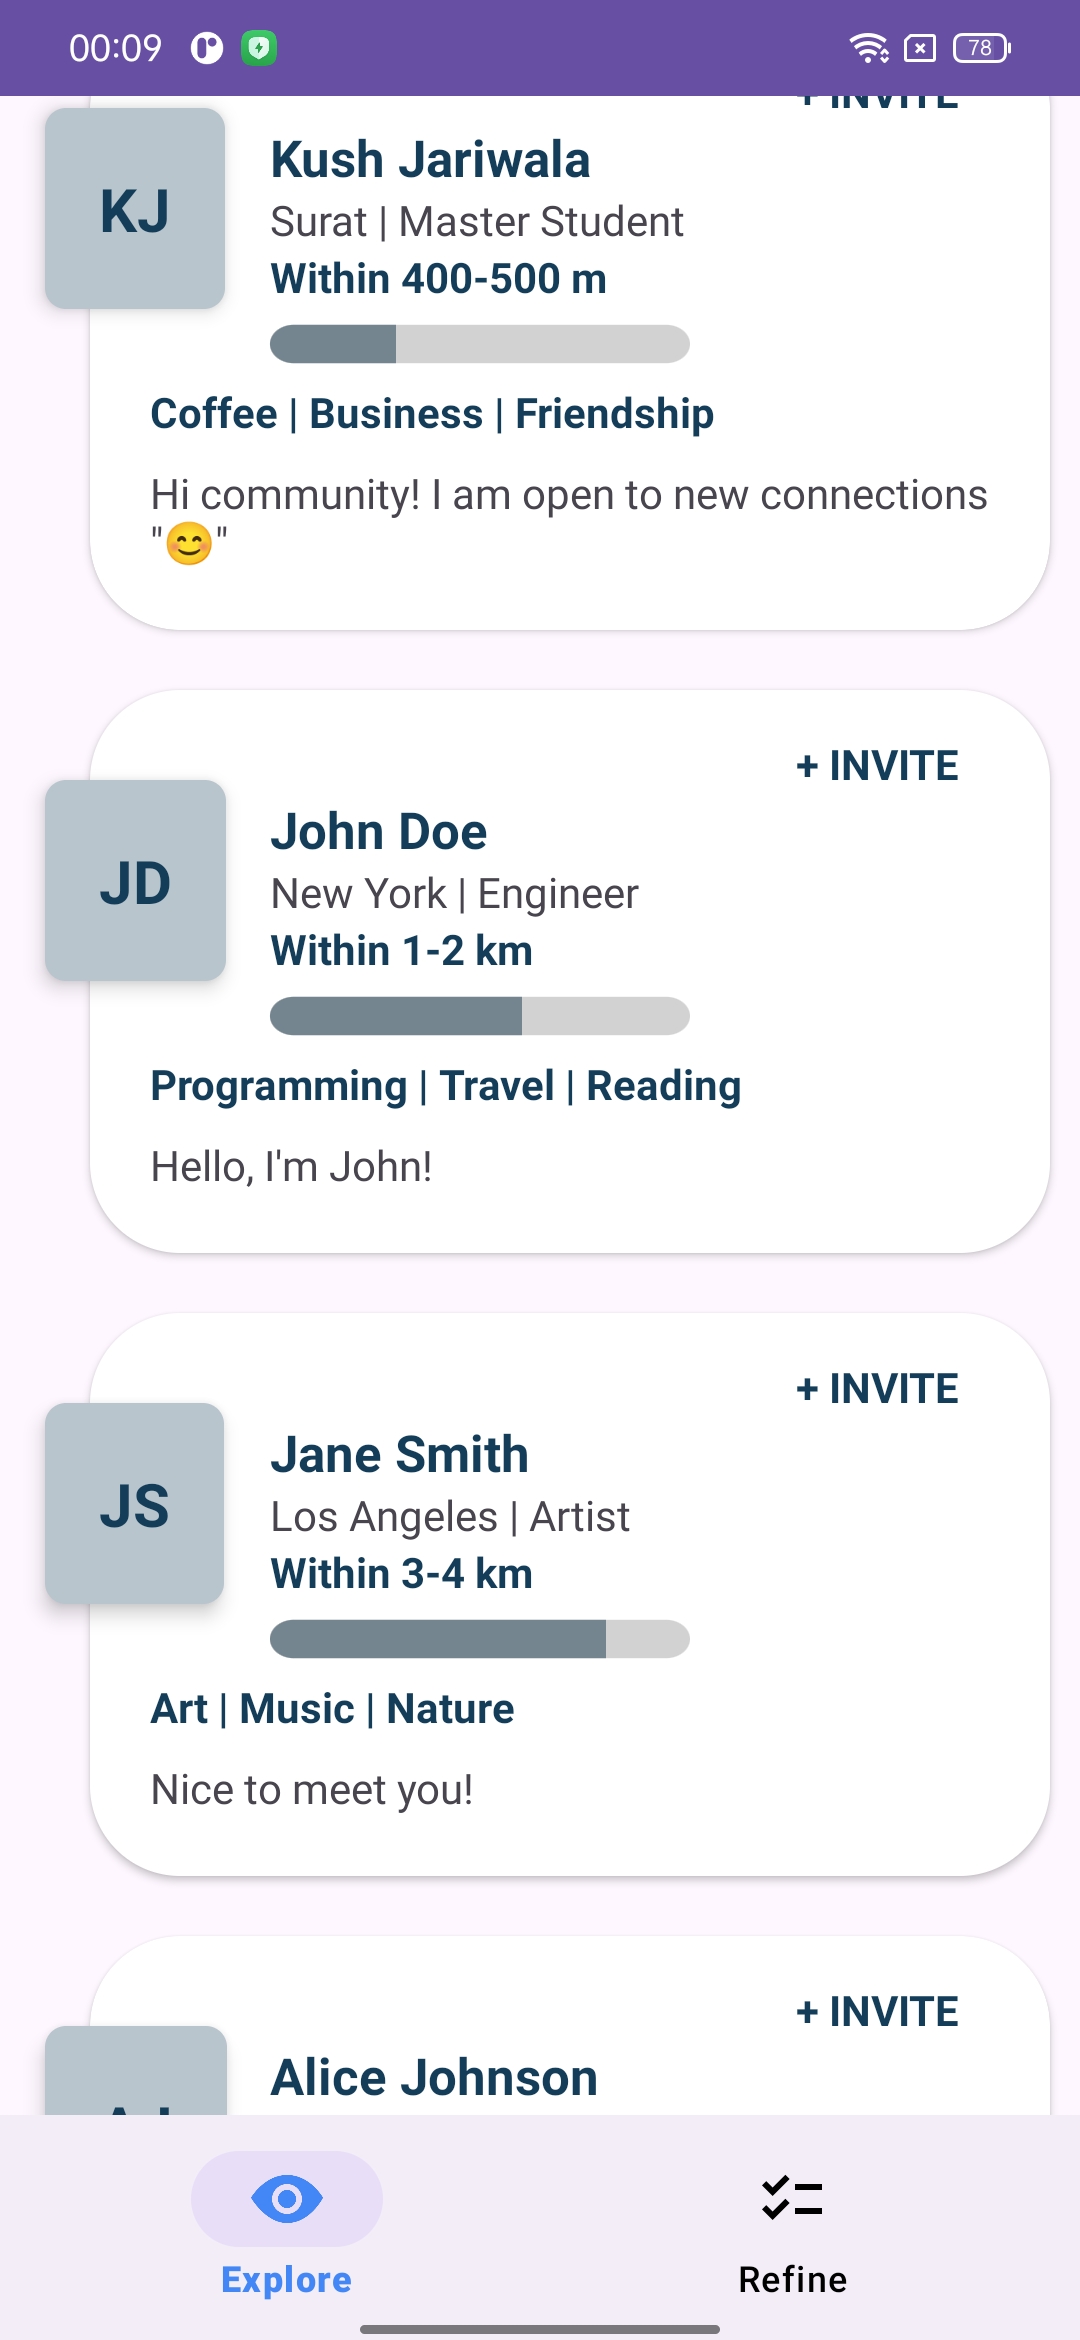 00:09
78
+ INVITE
KJ
Kush Jariwala
Surat | Master Student
Within 400-500 m
Coffee | Business | Friendship
Hi community! I am open to new connections
"😊"
+ INVITE
JD
John Doe
New York | Engineer
Within 1-2 km
Programming | Travel | Reading
Hello, I'm John!
+ INVITE
JS
Jane Smith
Los Angeles | Artist
Within 3-4 km
Art | Music | Nature
Nice to meet you!
+ INVITE
AJ
Alice Johnson
Explore
Refine